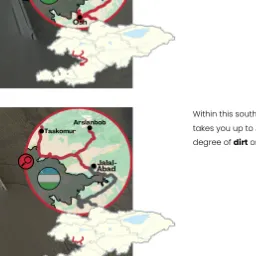 Osh
Arslanbob
Taskomur
Jalal-
Abad
Within this south
takes you up to
degree of dirt